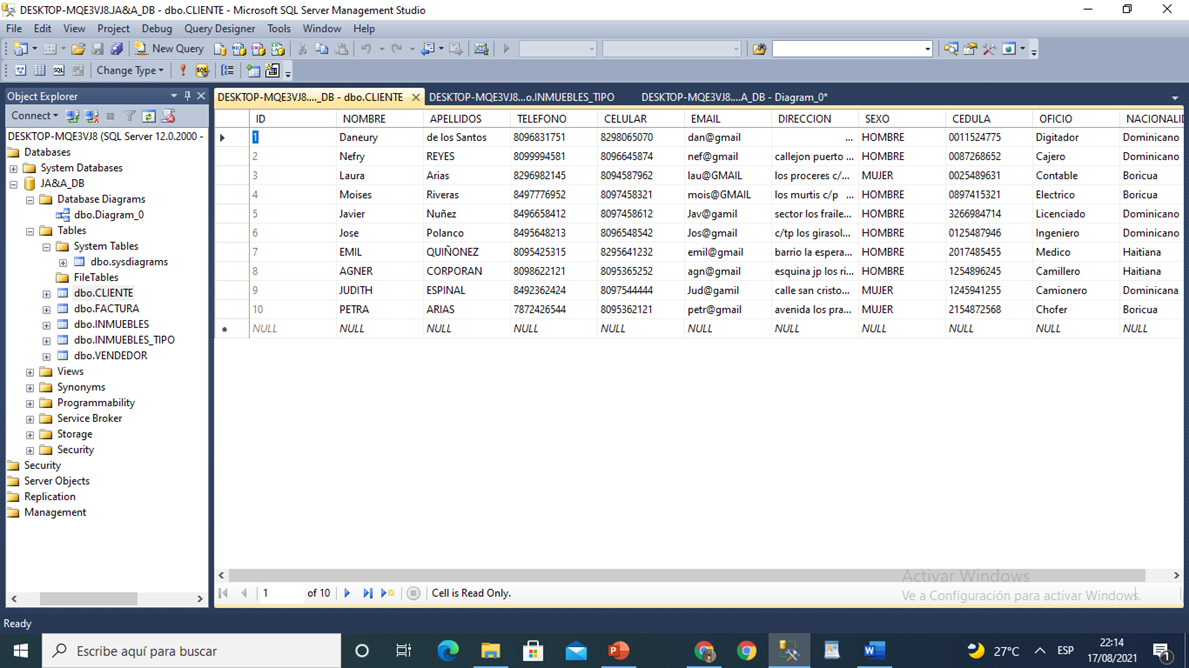 DESKTOP-MQE3VJ8JA&A_DB - dbo.CLIENTE - Microsoft SQL Server Management Studio
File Edit View Project Debug Query Designer Tools Window Help
New Query
Change Type
Object Explorer
DESKTOP-MQE3VJ8...._DB - dbo.CLIENTE DESKTOP-MQE3VJ8....o.INMUEBLES_TIPO DESKTOP-MQE3VJ8....A_DB - Diagram_0*
Connect
DESKTOP-MQE3VJ8 (SQL Server 12.0.2000 -
Databases
System Databases
JA&A_DB
Database Diagrams
dbo.Diagram_0
Tables
System Tables
dbo.sysdiagrams
FileTables
dbo.CLIENTE
dbo.FACTURA
dbo.INMUEBLES
dbo.INMUEBLES_TIPO
dbo.VENDEDOR
Views
Synonyms
Programmability
Service Broker
Storage
Security
Security
Server Objects
Replication
Management
ID NOMBRE APELLIDOS TELEFONO CELULAR EMAIL DIRECCION SEXO CEDULA OFICIO NACIONALID
1 Daneury de los Santos 8096831751 8298065070 dan@gmail ... HOMBRE 0011524775 Digitador Dominicano
2 Nefry REYES 8099994581 8096645874 nef@gmail callejon puerto ... HOMBRE 0087268652 Cajero Dominicano
3 Laura Arias 8296982145 8094587962 lau@GMAIL los proceres c/... MUJER 0025489631 Contable Boricua
4 Moises Riveras 8497776952 8097458321 mois@GMAIL los murtis c/p ... HOMBRE 0897415321 Electrico Boricua
5 Javier Nuñez 8496658412 8097458612 Jav@gamil sector los fraile... HOMBRE 3266984714 Licenciado Dominicano
6 Jose Polanco 8495648213 8096548542 Jos@gmail c/tp los girasol... HOMBRE 0125487946 Ingeniero Dominicano
7 EMIL QUIÑONEZ 8095425315 8295641232 emil@gmail barrio la espera... HOMBRE 2017485455 Medico Haitiana
8 AGNER CORPORAN 8098622121 8095365252 agn@gmail esquina jp los ri... HOMBRE 1254896245 Camillero Haitiana
9 JUDITH ESPINAL 8492362424 8097544444 Jud@gamil calle san cristo... MUJER 1245941255 Camionero Dominicana
10 PETRA ARIAS 7872426544 8095362121 petr@gmail avenida los pra... MUJER 2154872568 Chofer Boricua
NULL NULL NULL NULL NULL NULL NULL NULL NULL NULL NULL
Activar Windows
Ve a Configuración para activar Windows.
1 of 10 Cell is Read Only.
Ready
Escribe aquí para buscar
27°C ESP 22:14
17/08/2021
1